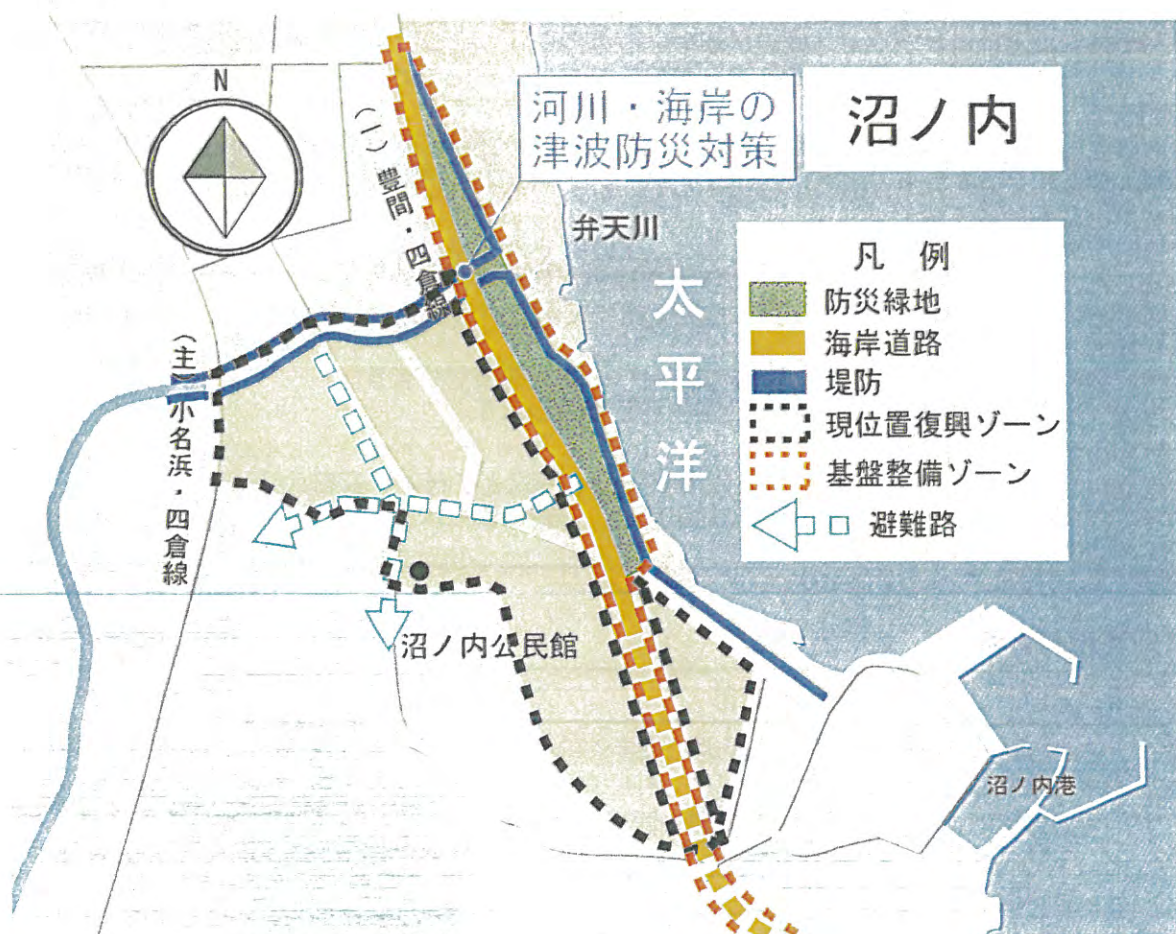 N
河川・海岸の
津波防災対策
沼ノ内
(一)豊間・四倉線
弁天川
太平洋
凡例
防災緑地
海岸道路
堤防
現位置復興ゾーン
基盤整備ゾーン
避難路
(主)小名浜・四倉線
沼ノ内公民館
沼ノ内港